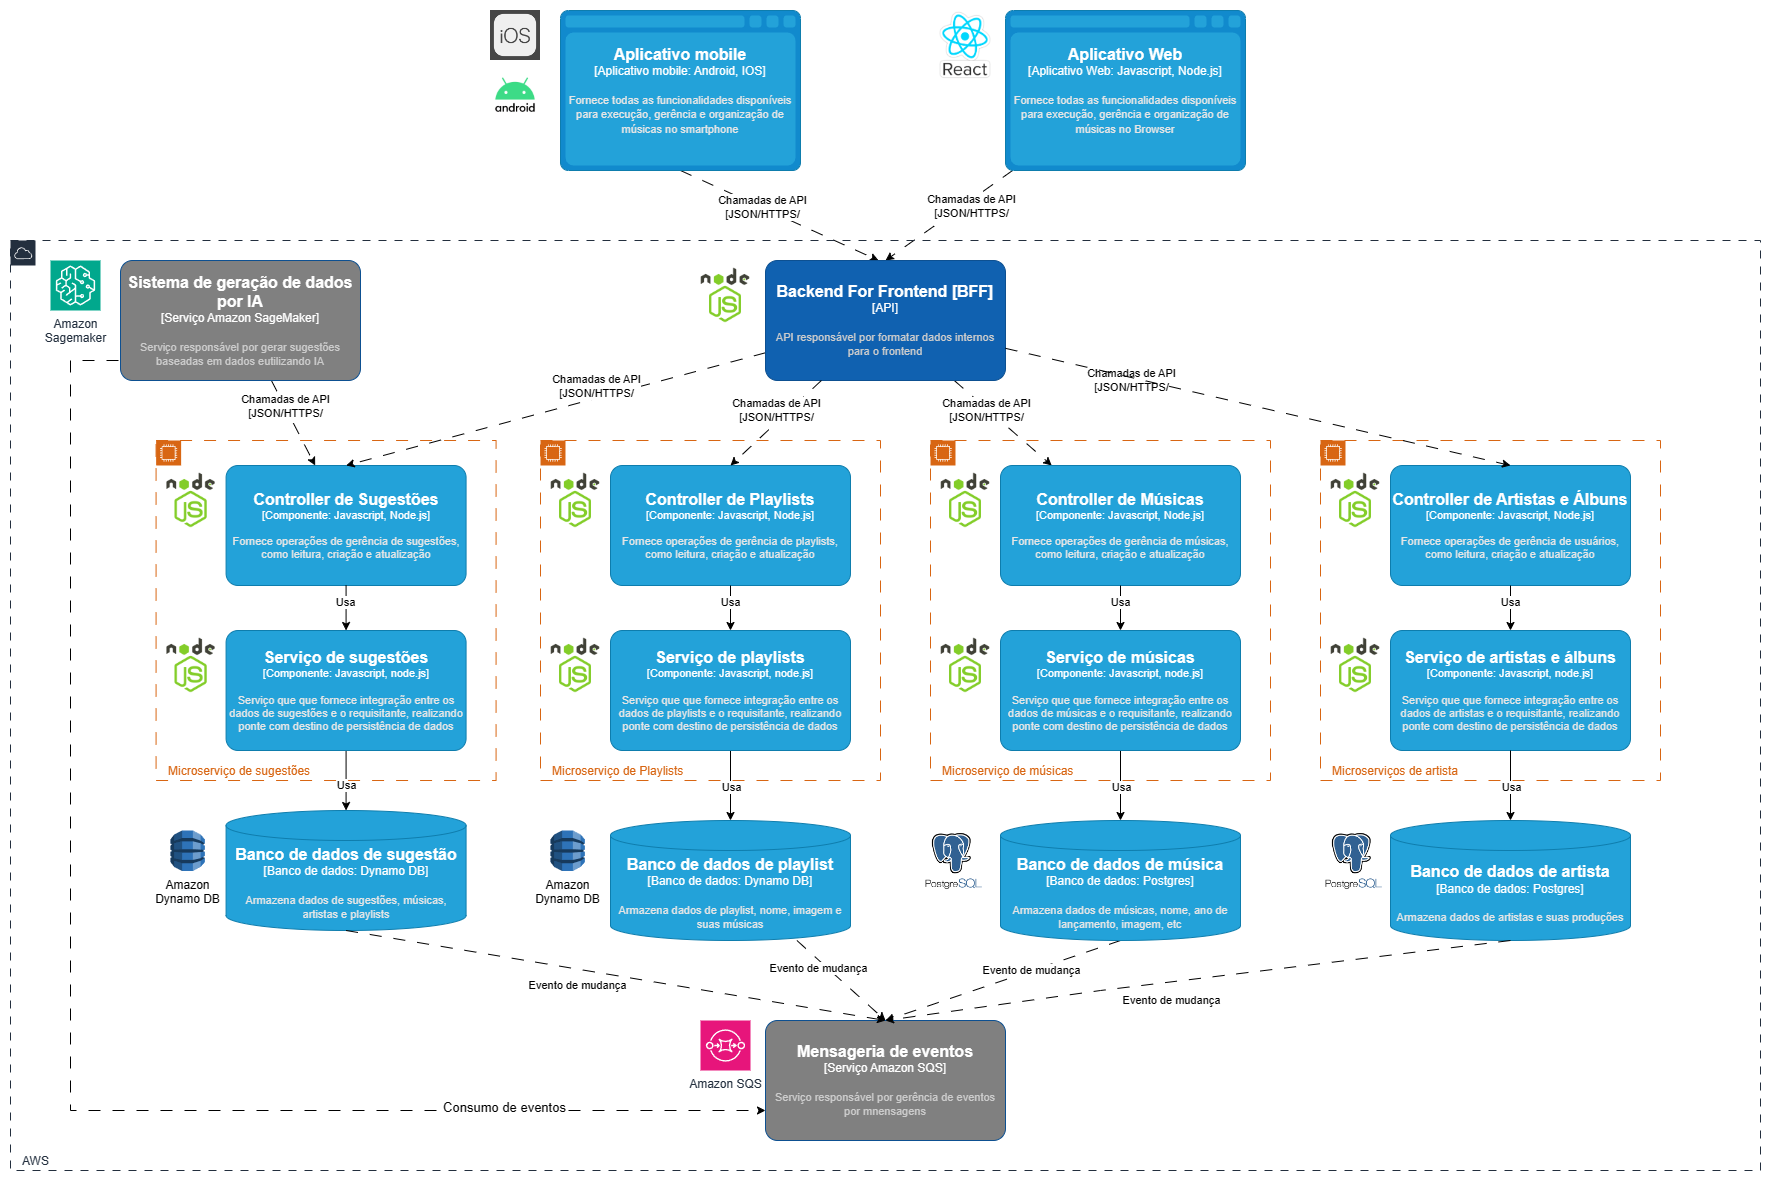 iOS
android
Aplicativo mobile
[Aplicativo mobile: Android, IOS]
Fornece todas as funcionalidades disponíveis
para execução, gerência e organização de
músicas no smartphone
React
Aplicativo Web
[Aplicativo Web: Javascript, Node.js]
Fornece todas as funcionalidades disponíveis
para execução, gerência e organização de
músicas no Browser
Chamadas de API
[JSON/HTTPS/
Chamadas de API
[JSON/HTTPS/
Amazon
Sagemaker
Sistema de geração de dados
por IA
[Serviço Amazon SageMaker]
Serviço responsável por gerar sugestões
baseadas em dados eutilizando IA
node
JS
Backend For Frontend [BFF]
[API]
API responsável por formatar dados internos
para o frontend
Chamadas de API
[JSON/HTTPS/
Chamadas de API
[JSON/HTTPS/
Chamadas de API
[JSON/HTTPS/
Chamadas de API
[JSON/HTTPS/
Chamadas de API
[JSON/HTTPS/
node
JS
Controller de Sugestões
[Componente: Javascript, Node.js]
Fornece operações de gerência de sugestões,
como leitura, criação e atualização
node
JS
Controller de Playlists
[Componente: Javascript, Node.js]
Fornece operações de gerência de playlists,
como leitura, criação e atualização
node
JS
Controller de Músicas
[Componente: Javascript, Node.js]
Fornece operações de gerência de músicas,
como leitura, criação e atualização
node
JS
Controller de Artistas e Álbuns
[Componente: Javascript, Node.js]
Fornece operações de gerência de usuários,
como leitura, criação e atualização
Usa
Usa
Usa
Usa
node
JS
Serviço de sugestões
[Componente: Javascript, node.js]
Serviço que que fornece integração entre os
dados de sugestões e o requisitante, realizando
ponte com destino de persistência de dados
Microserviço de sugestões
node
JS
Serviço de playlists
[Componente: Javascript, node.js]
Serviço que que fornece integração entre os
dados de playlists e o requisitante, realizando
ponte com destino de persistência de dados
Microserviço de Playlists
node
JS
Serviço de músicas
[Componente: Javascript, node.js]
Serviço que que fornece integração entre os
dados de músicas e o requisitante, realizando
ponte com destino de persistência de dados
Microserviço de músicas
node
JS
Serviço de artistas e álbuns
[Componente: Javascript, node.js]
Serviço que que fornece integração entre os
dados de artistas e o requisitante, realizando
ponte com destino de persistência de dados
Microserviços de artista
Usa
Usa
Usa
Usa
Amazon
Dynamo DB
Banco de dados de sugestão
[Banco de dados: Dynamo DB]
Armazena dados de sugestões, músicas,
artistas e playlists
Amazon
Dynamo DB
Banco de dados de playlist
[Banco de dados: Dynamo DB]
Armazena dados de playlist, nome, imagem e
suas músicas
PostgreSQL
Banco de dados de música
[Banco de dados: Postgres]
Armazena dados de músicas, nome, ano de
lançamento, imagem, etc
PostgreSQL
Banco de dados de artista
[Banco de dados: Postgres]
Armazena dados de artistas e suas produções
Evento de mudança
Evento de mudança
Evento de mudança
Evento de mudança
Amazon SQS
Mensageria de eventos
[Serviço Amazon SQS]
Serviço responsável por gerência de eventos
por mnensagens
Consumo de eventos
AWS